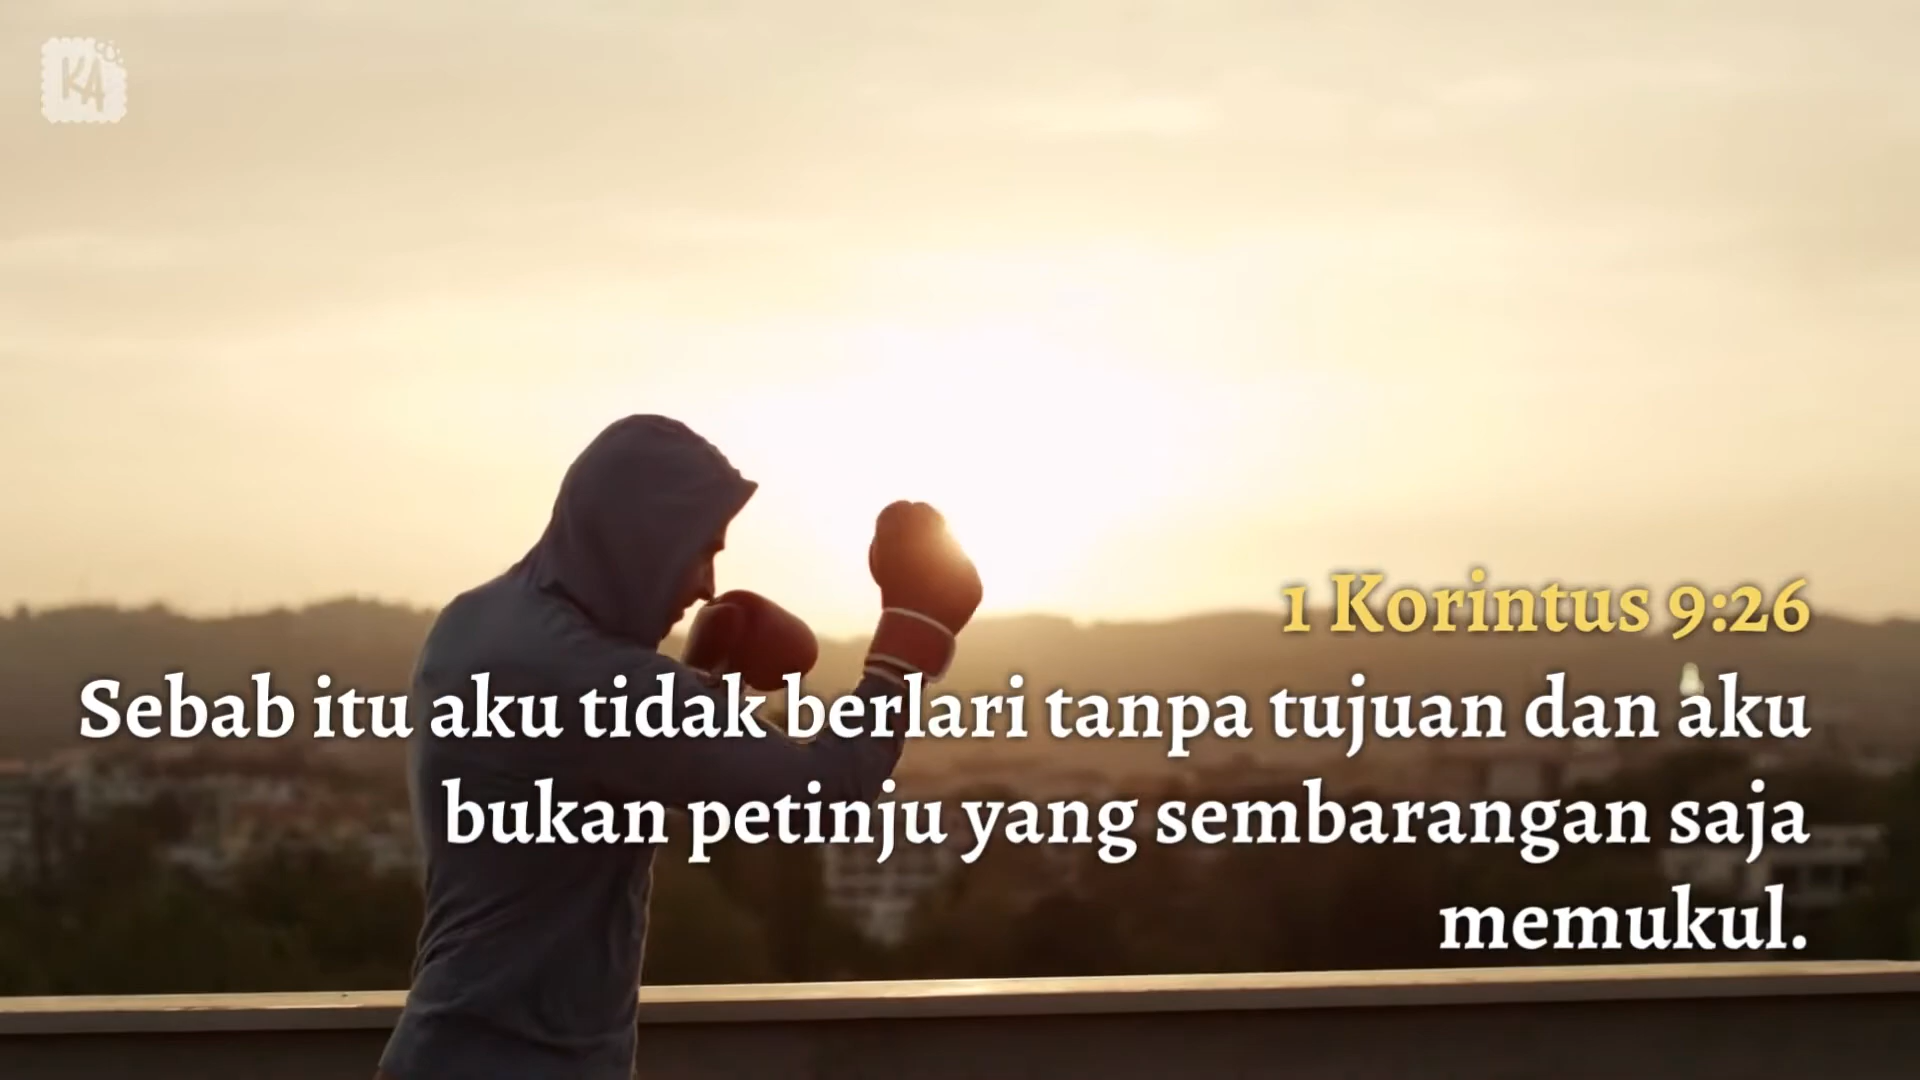 KA
1 Korintus 9:26
Sebab itu aku tidak berlari tanpa tujuan dan aku
bukan petinju yang sembarangan saja
memukul.